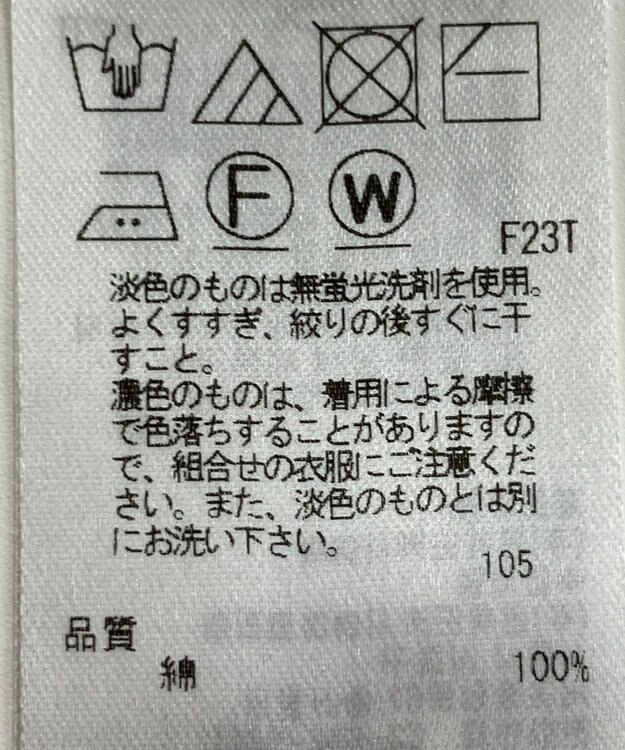 F W
F23T
淡色のものは無蛍光洗剤を使用。
よくすすぎ、絞りの後すぐに干
すこと。
濃色のものは、着用による摩擦
で色落ちすることがありますの
で、組合せの衣服にご注意くだ
さい。また、淡色のものとは別
にお洗い下さい。
105
品質
綿 100%